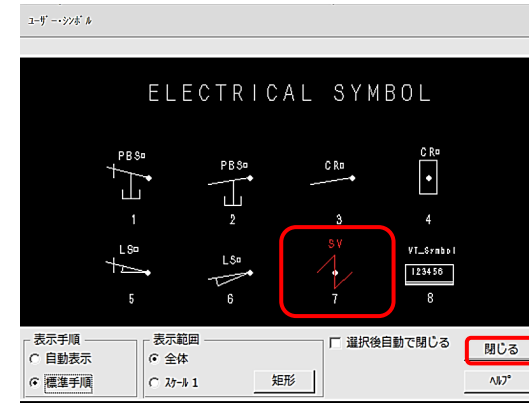 ﾕｰｻﾞｰ･ｼﾝﾎﾞﾙ
ELECTRICAL SYMBOL
PBS¤ PBS¤ CR¤ CR¤
1 2 3 4
LS¤ LS¤ SV VT_Symbol
123456
5 6 7 8
表示手順 表示範囲 選択後自動で閉じる 閉じる
自動表示 全体
標準手順 ｽｹｰﾙ 1 矩形 ﾍﾙﾌﾟ